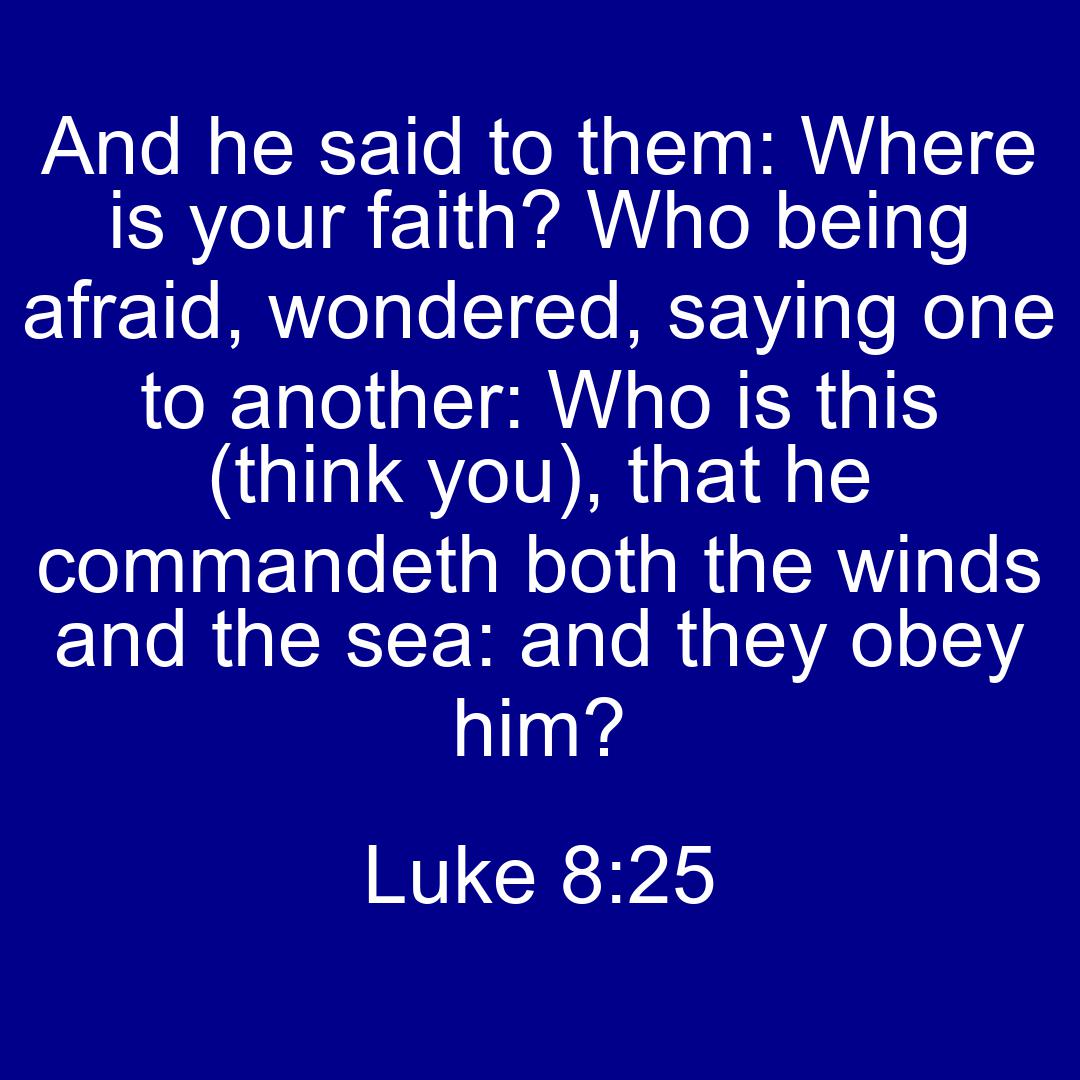 And he said to them: Where
is your faith? Who being
afraid, wondered, saying one
to another: Who is this
(think you), that he
commandeth both the winds
and the sea: and they obey
him?
Luke 8:25